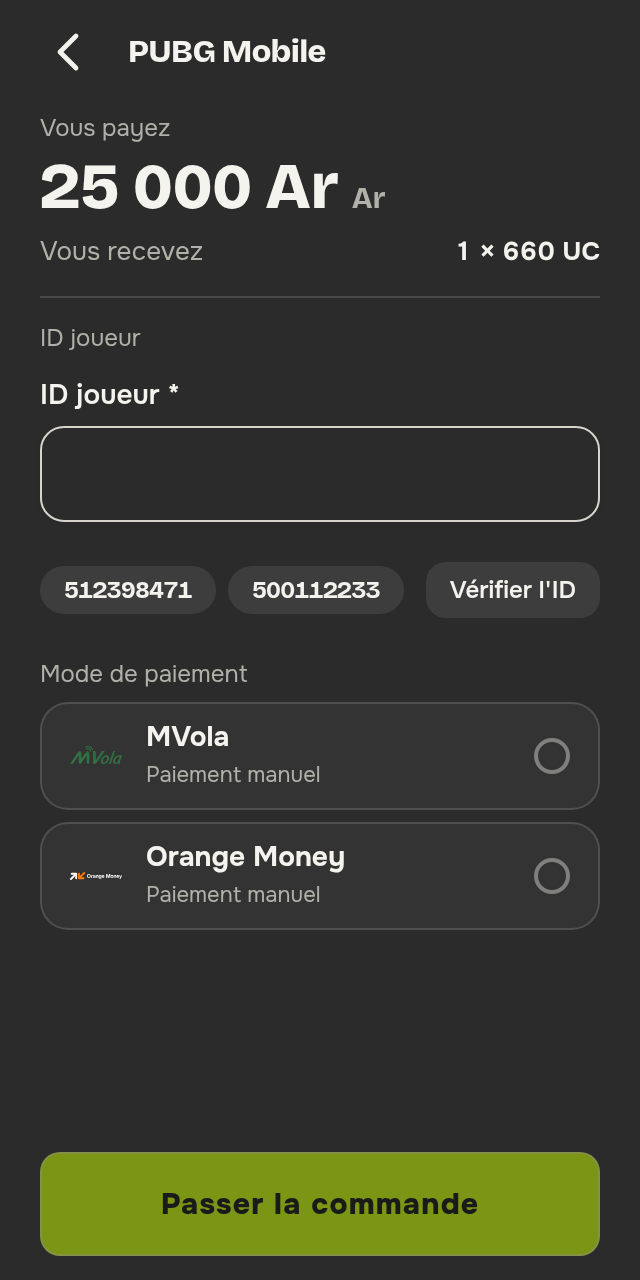 PUBG Mobile
Vous payez
25 000 Ar Ar
Vous recevez 1 × 660 UC
ID joueur
ID joueur *
512398471 500112233 Vérifier l'ID
Mode de paiement
MVola
MVola
Paiement manuel
Orange Money
Orange Money
Paiement manuel
Passer la commande